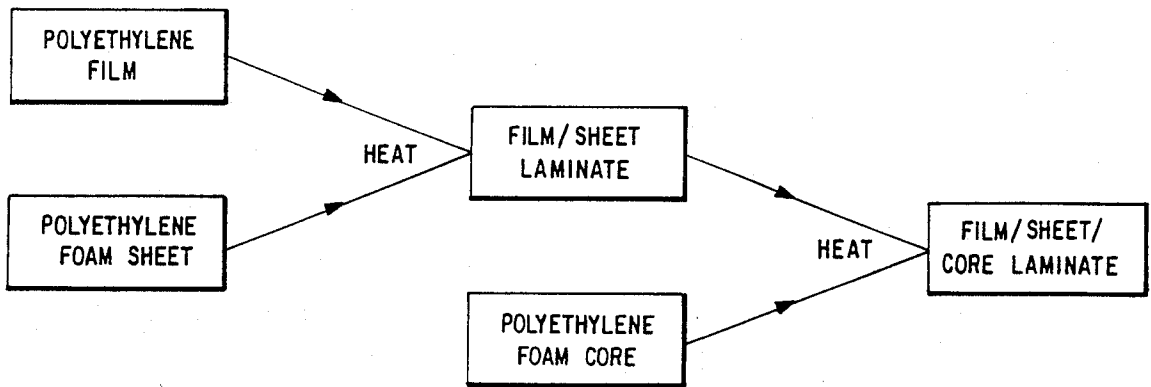 POLYETHYLENE
FILM
POLYETHYLENE
FOAM SHEET
HEAT
FILM/SHEET
LAMINATE
POLYETHYLENE
FOAM CORE
HEAT
FILM/SHEET/
CORE LAMINATE